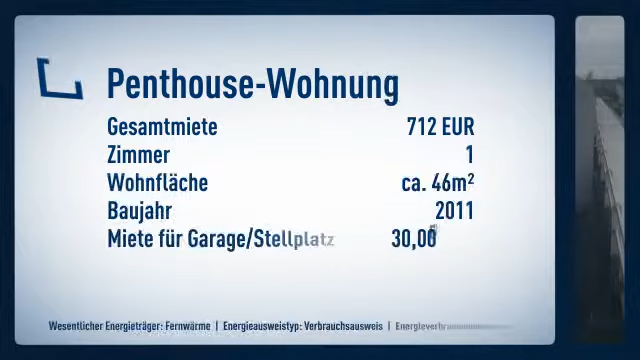 Penthouse-Wohnung
Gesamtmiete 712 EUR
Zimmer 1
Wohnfläche ca. 46m²
Baujahr 2011
Miete für Garage/Stellplatz 30,00
Wesentlicher Energieträger: Fernwärme | Energieausweistyp: Verbrauchsausweis |